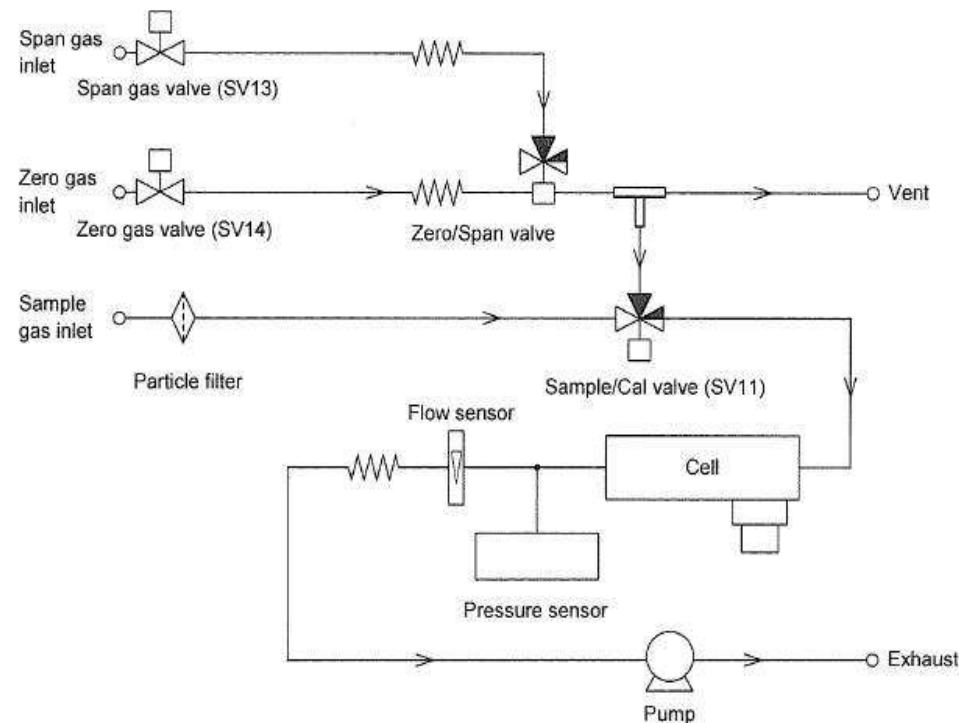 Span gas
inlet
Span gas valve (SV13)
Zero gas
inlet
Vent
Zero gas valve (SV14)
Zero/Span valve
Sample
gas inlet
Particle filter
Sample/Cal valve (SV11)
Flow sensor
Cell
Pressure sensor
Exhaust
Pump